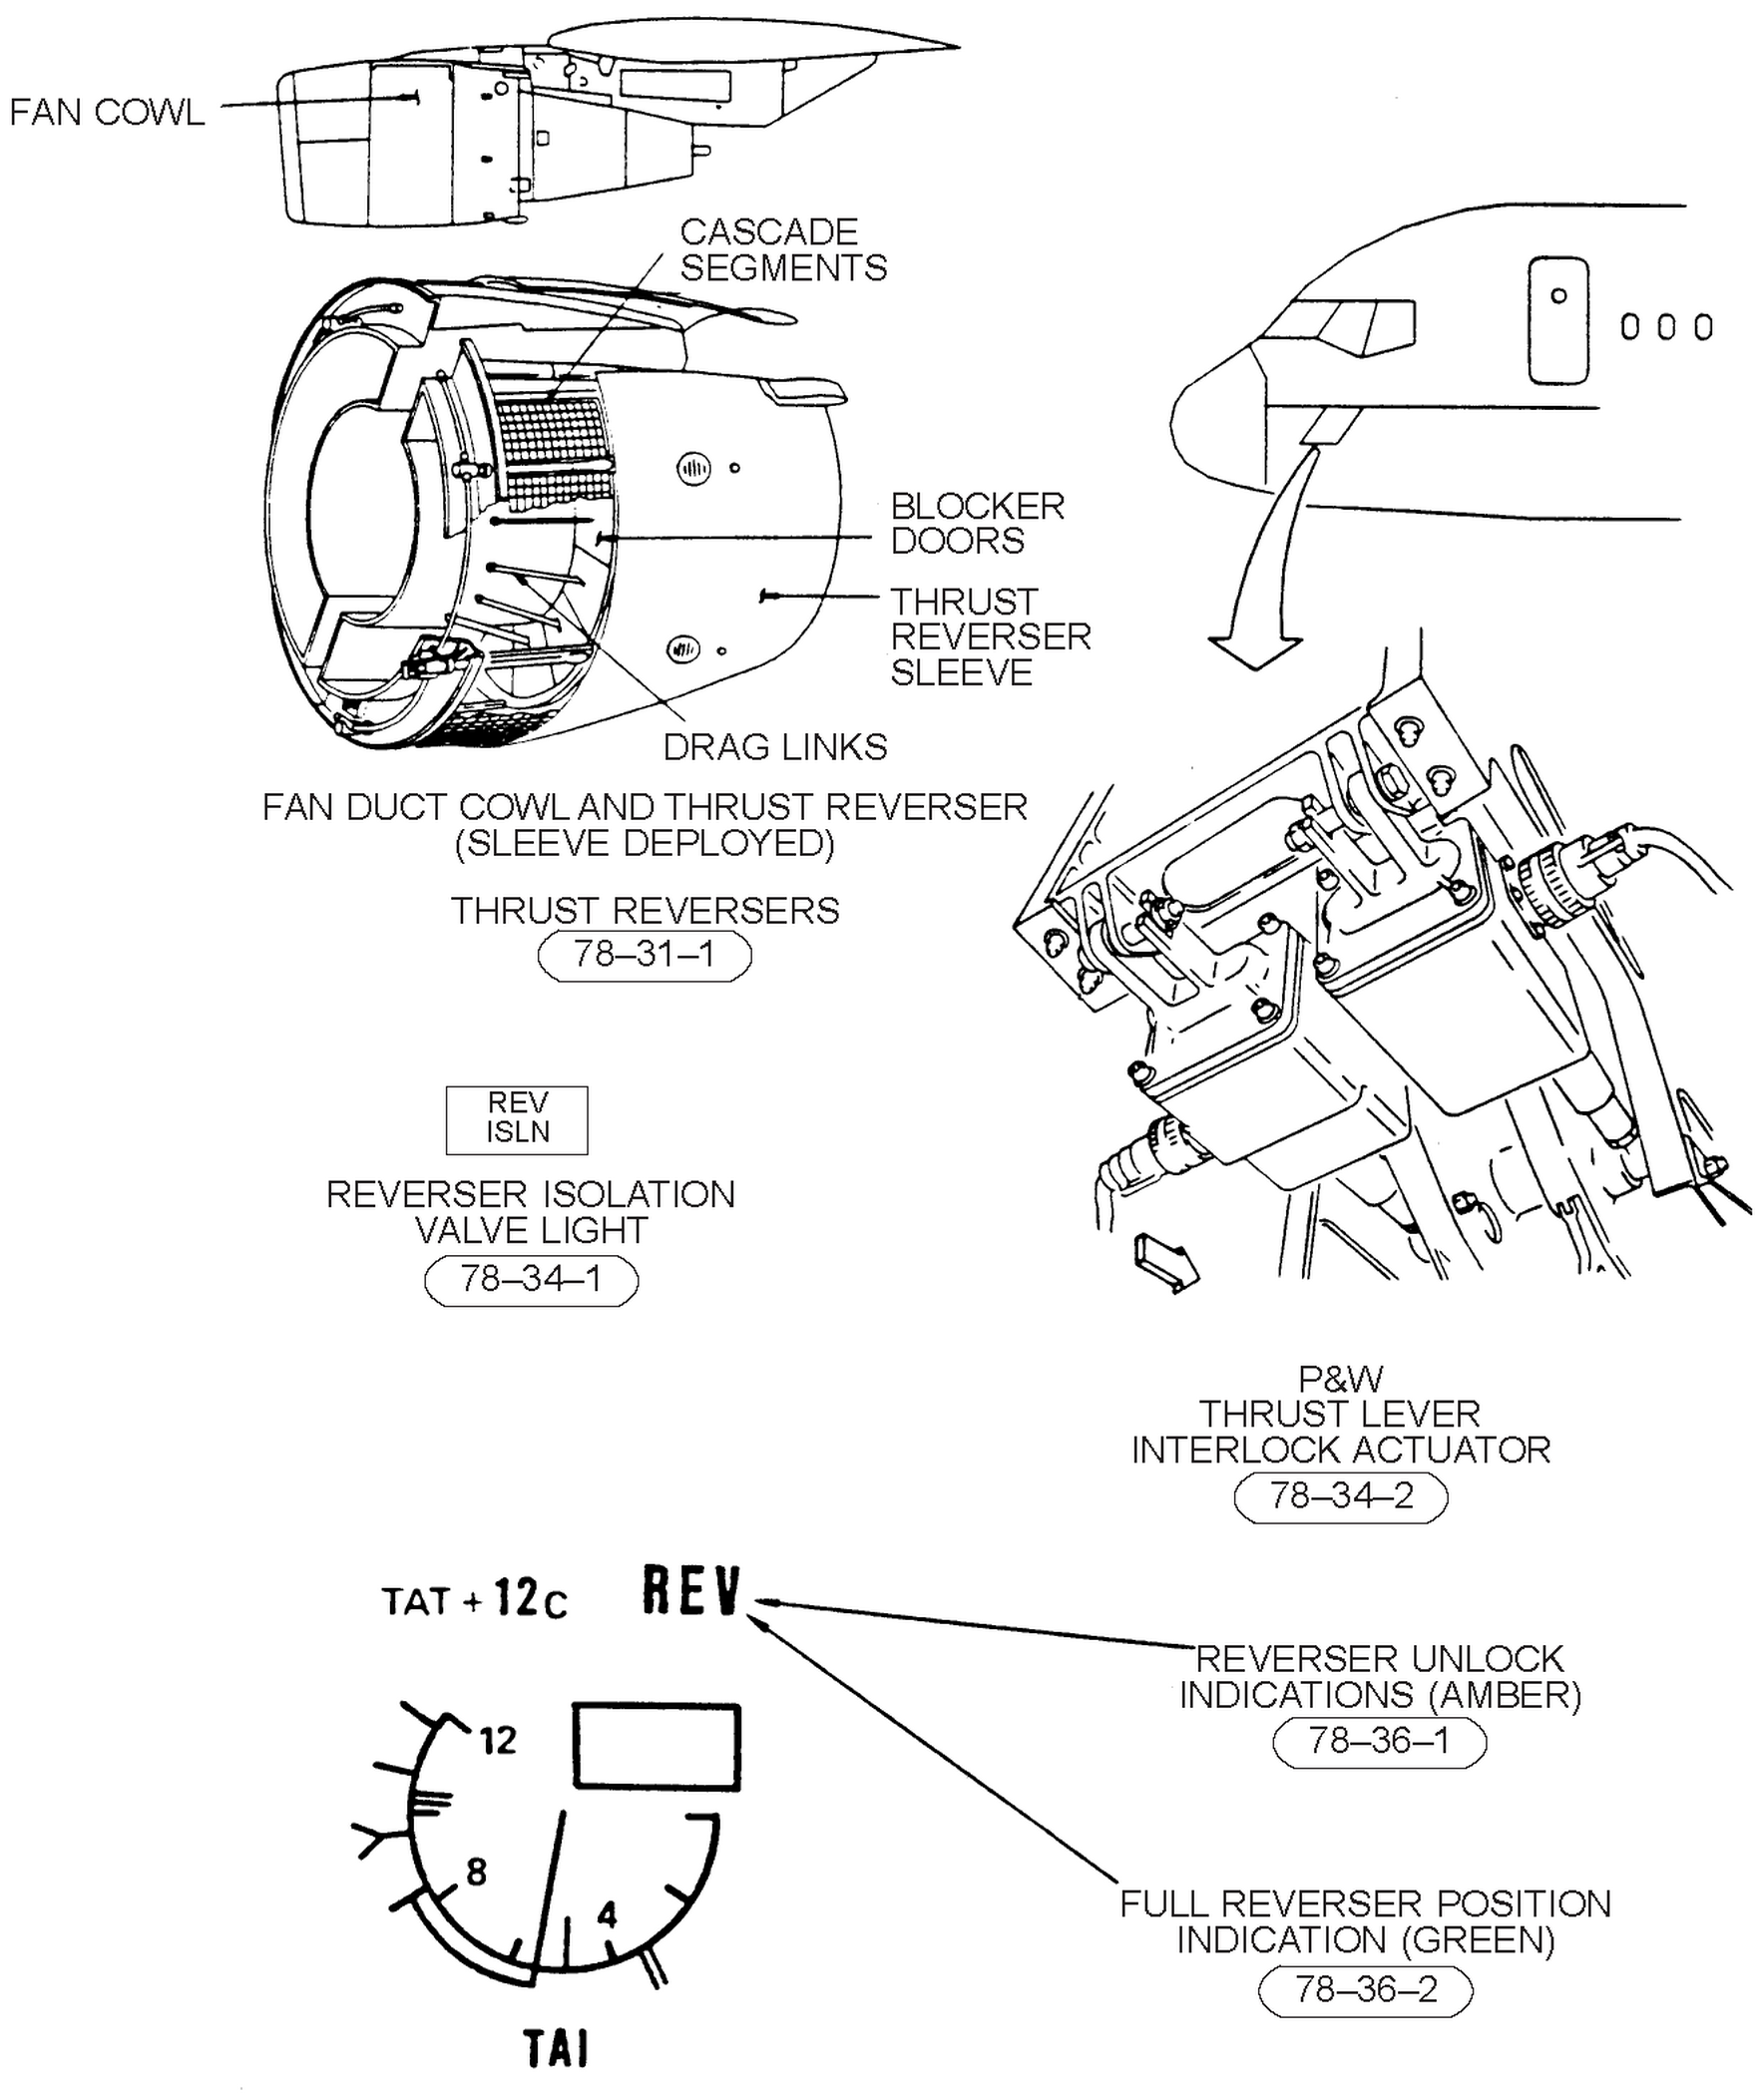 FAN COWL
CASCADE
SEGMENTS
BLOCKER
DOORS
THRUST
REVERSER
SLEEVE
DRAG LINKS
FAN DUCT COWL AND THRUST REVERSER
(SLEEVE DEPLOYED)
THRUST REVERSERS
78–31–1
REV
ISLN
REVERSER ISOLATION
VALVE LIGHT
78–34–1
P&W
THRUST LEVER
INTERLOCK ACTUATOR
78–34–2
TAT + 12C REV
REVERSER UNLOCK
INDICATIONS (AMBER)
78–36–1
12
8
4
FULL REVERSER POSITION
INDICATION (GREEN)
78–36–2
TAI